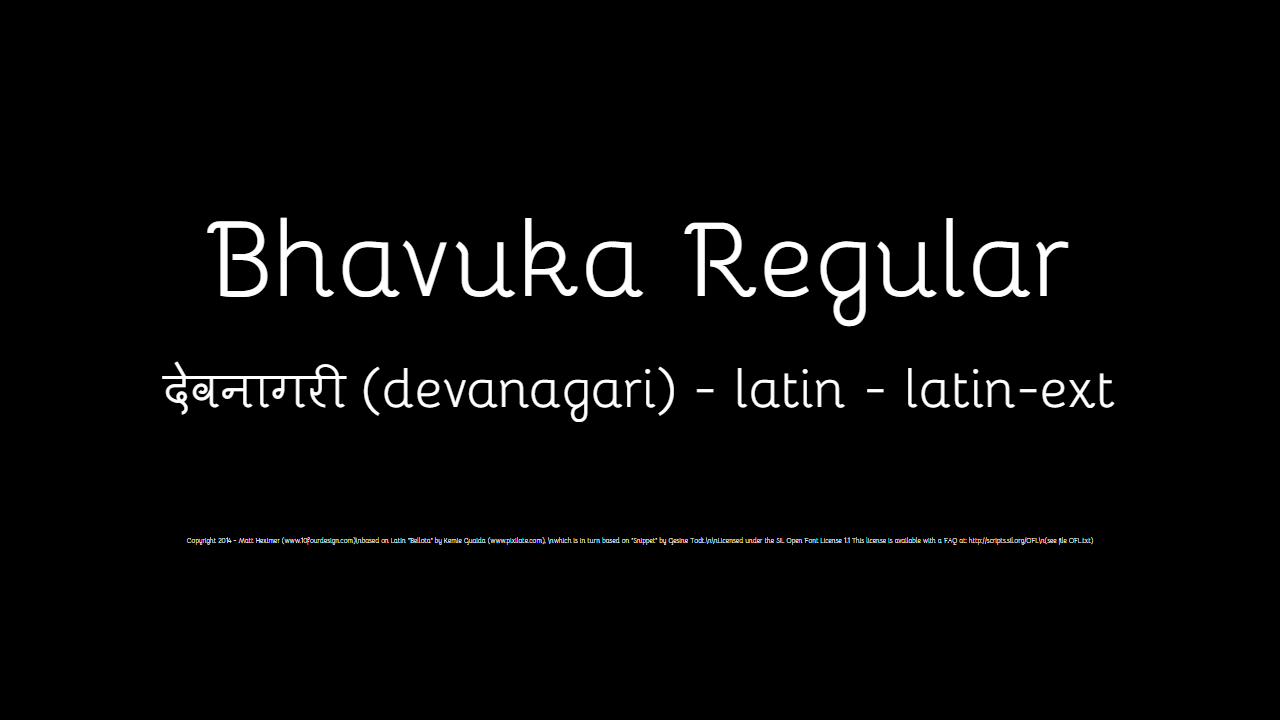 Bhavuka Regular
देवनागरी (devanagari) - latin - latin-ext
Copyright 2014 - Matt Heximer (www.10fourdesign.com)\nbased on Latin "Bellota" by Kemie Guaida (www.pixilate.com), \nwhich is in turn based on "Snippet" by Gesine Todt.\n\nLicensed under the SIL Open Font License 1.1 This license is available with a FAQ at: http://scripts.sil.org/OFL\n(see file OFL.txt)